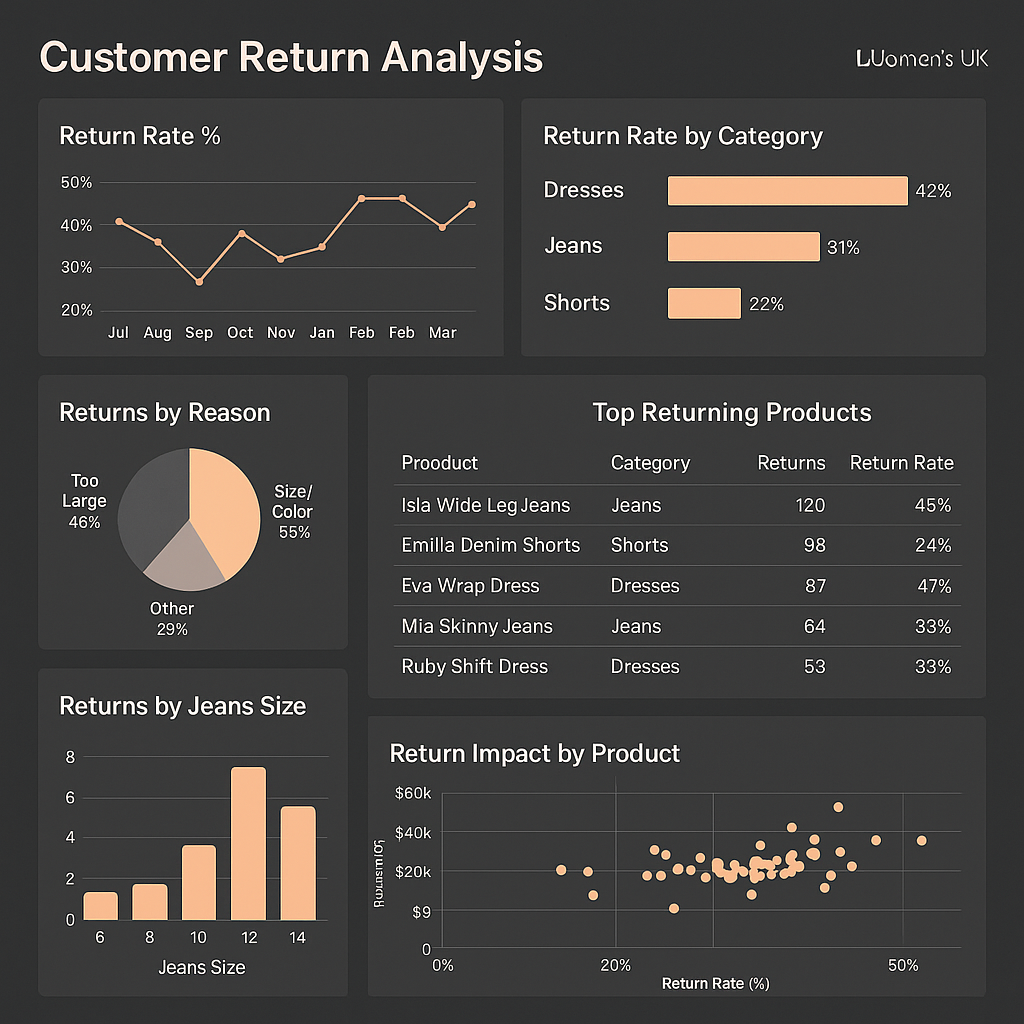 Customer Return Analysis
LUomen's UK
Return Rate %
50%
40%
30%
20%
Jul Aug Sep Oct Nov Jan Feb Feb Mar
Return Rate by Category
Dresses 42%
Jeans 31%
Shorts 22%
Returns by Reason
Too
Large
46%
Size/
Color
55%
Other
29%
Top Returning Products
Prooduct Category Returns Return Rate
Isla Wide Leg Jeans Jeans 120 45%
Emilla Denim Shorts Shorts 98 24%
Eva Wrap Dress Dresses 87 47%
Mia Skinny Jeans Jeans 64 33%
Ruby Shift Dress Dresses 53 33%
Returns by Jeans Size
8
6
4
2
0
6 8 10 12 14
Jeans Size
Return Impact by Product
$60k
$40k
$20k
$9
0
0% 20% 50%
Return Rate (%)